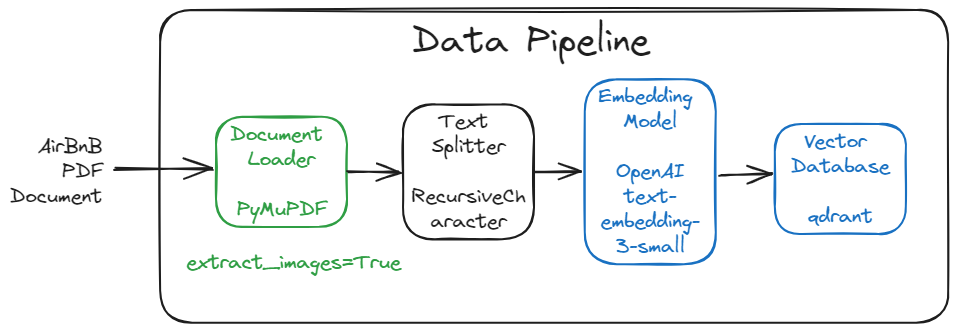 Data Pipeline
AirBnB
PDF
Document
Document
Loader
PyMuPDF
extract_images=True
Text
Splitter
RecursiveCh
aracter
Embedding
Model
OpenAI
text-
embedding-
3-small
Vector
Database
qdrant